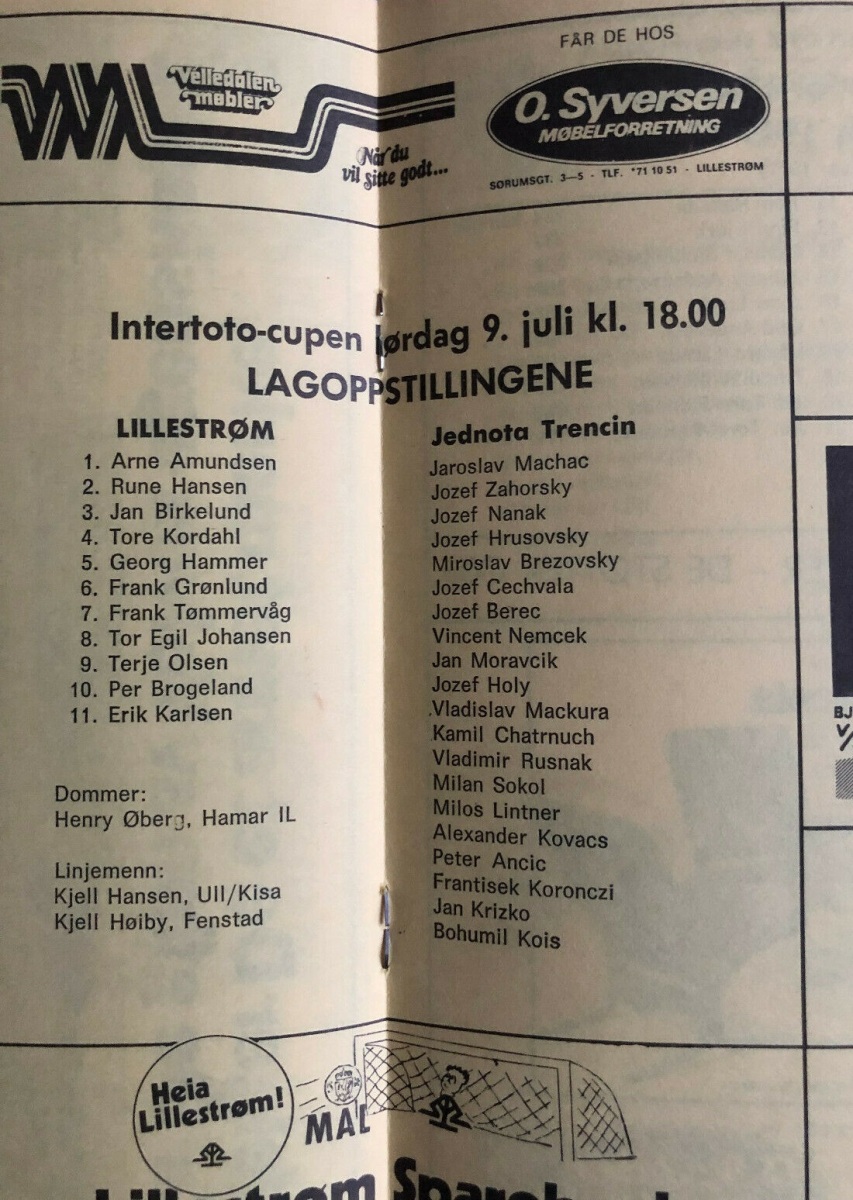 Velledalen
møbler
Når du
vil sitte godt...
FÅR DE HOS
O. Syversen
MØBELFORRETNING
SØRUMSGT. 3—5 - TLF. *71 10 51 - LILLESTRØM
Intertoto-cupen lørdag 9. juli kl. 18.00
LAGOPPSTILLINGENE
LILLESTRØM
1. Arne Amundsen
2. Rune Hansen
3. Jan Birkelund
4. Tore Kordahl
5. Georg Hammer
6. Frank Grønlund
7. Frank Tømmervåg
8. Tor Egil Johansen
9. Terje Olsen
10. Per Brogeland
11. Erik Karlsen
Dommer:
Henry Øberg, Hamar IL
Linjemenn:
Kjell Hansen, Ull/Kisa
Kjell Høiby, Fenstad
Jednota Trencin
Jaroslav Machac
Jozef Zahorsky
Jozef Nanak
Jozef Hrusovsky
Miroslav Brezovsky
Jozef Cechvala
Jozef Berec
Vincent Nemcek
Jan Moravcik
Jozef Holy
Vladislav Mackura
Kamil Chatrnuch
Vladimir Rusnak
Milan Sokol
Milos Lintner
Alexander Kovacs
Peter Ancic
Frantisek Koronczi
Jan Krizko
Bohumil Kois
BJ
V/
Heia
Lillestrøm!
MÅL